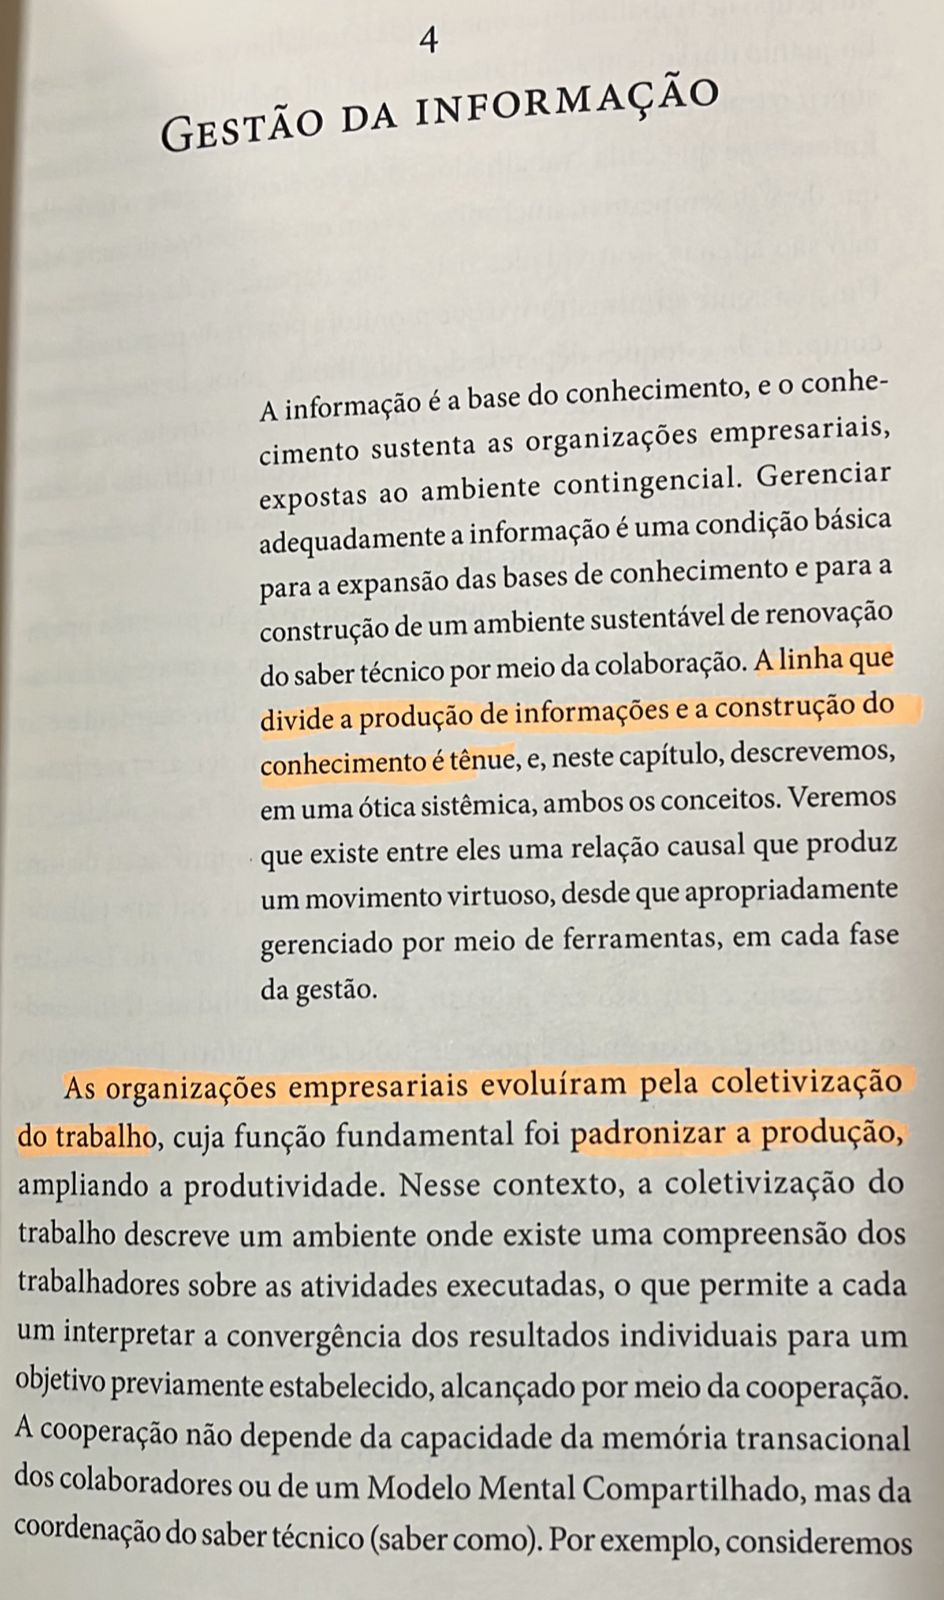 4
GESTÃO DA INFORMAÇÃO
A informação é a base do conhecimento, e o conhe-
cimento sustenta as organizações empresariais,
expostas ao ambiente contingencial. Gerenciar
adequadamente a informação é uma condição básica
para a expansão das bases de conhecimento e para a
construção de um ambiente sustentável de renovação
do saber técnico por meio da colaboração. A linha que
divide a produção de informações e a construção do
conhecimento é tênue, e, neste capítulo, descrevemos,
em uma ótica sistêmica, ambos os conceitos. Veremos
que existe entre eles uma relação causal que produz
um movimento virtuoso, desde que apropriadamente
gerenciado por meio de ferramentas, em cada fase
da gestão.
As organizações empresariais evoluíram pela coletivização
do trabalho, cuja função fundamental foi padronizar a produção,
ampliando a produtividade. Nesse contexto, a coletivização do
trabalho descreve um ambiente onde existe uma compreensão dos
trabalhadores sobre as atividades executadas, o que permite a cada
um interpretar a convergência dos resultados individuais para um
objetivo previamente estabelecido, alcançado por meio da cooperação.
A cooperação não depende da capacidade da memória transacional
dos colaboradores ou de um Modelo Mental Compartilhado, mas da
coordenação do saber técnico (saber como). Por exemplo, consideremos